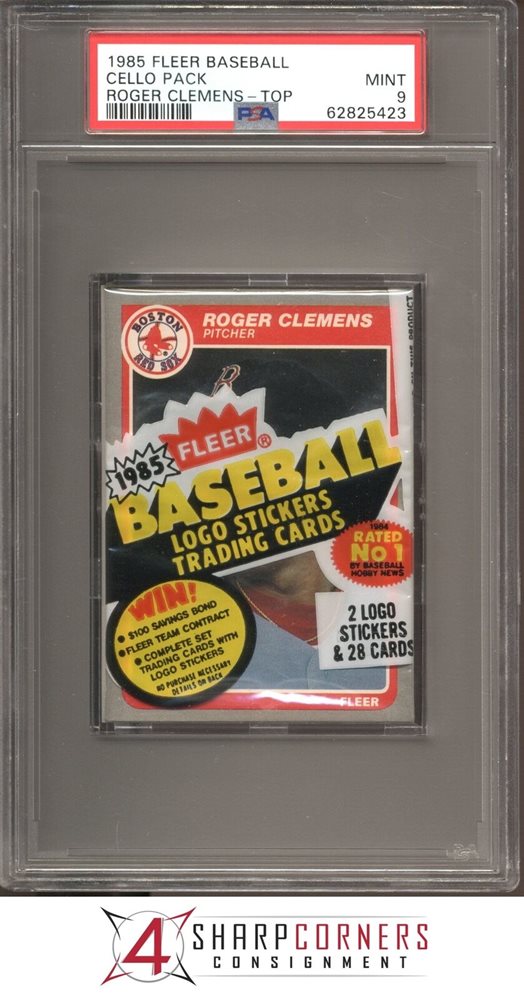 1985 FLEER BASEBALL
CELLO PACK MINT
ROGER CLEMENS-TOP 9
PSA 62825423
BOSTON
RED SOX
ROGER CLEMENS
PITCHER
ON THIS PRODUCT
1985 FLEER®
BASEBALL
LOGO STICKERS
TRADING CARDS
1984
RATED
No 1
BY BASEBALL
HOBBY NEWS
WIN!
• $100 SAVINGS BOND
• FLEER TEAM CONTRACT
• COMPLETE SET
TRADING CARDS WITH
LOGO STICKERS
NO PURCHASE NECESSARY
DETAILS ON BACK
2 LOGO
STICKERS
& 28 CARDS
FLEER
4 SHARPCORNERS
CONSIGNMENT